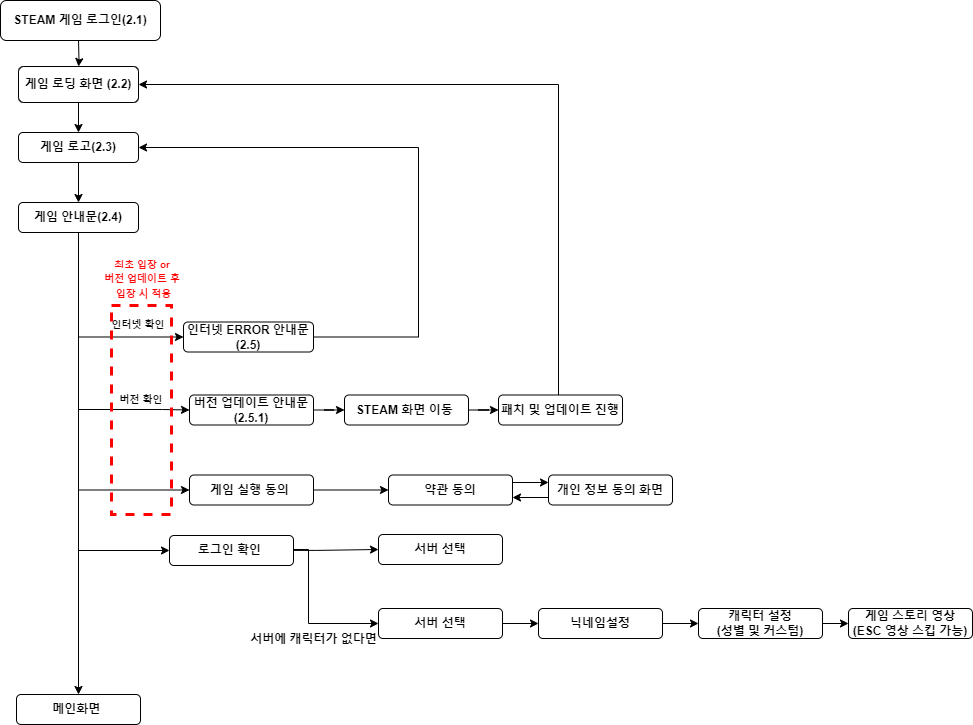 STEAM 게임 로그인(2.1)
게임 로딩 화면 (2.2)
게임 로고(2.3)
게임 안내문(2.4)
최초 입장 or
버전 업데이트 후
입장 시 적용
인터넷 확인
인터넷 ERROR 안내문
(2.5)
버전 확인
버전 업데이트 안내문
(2.5.1)
STEAM 화면 이동
패치 및 업데이트 진행
게임 실행 동의
약관 동의
개인 정보 동의 화면
로그인 확인
서버 선택
서버에 캐릭터가 없다면
서버 선택
닉네임설정
캐릭터 설정
(성별 및 커스텀)
게임 스토리 영상
(ESC 영상 스킵 가능)
메인화면